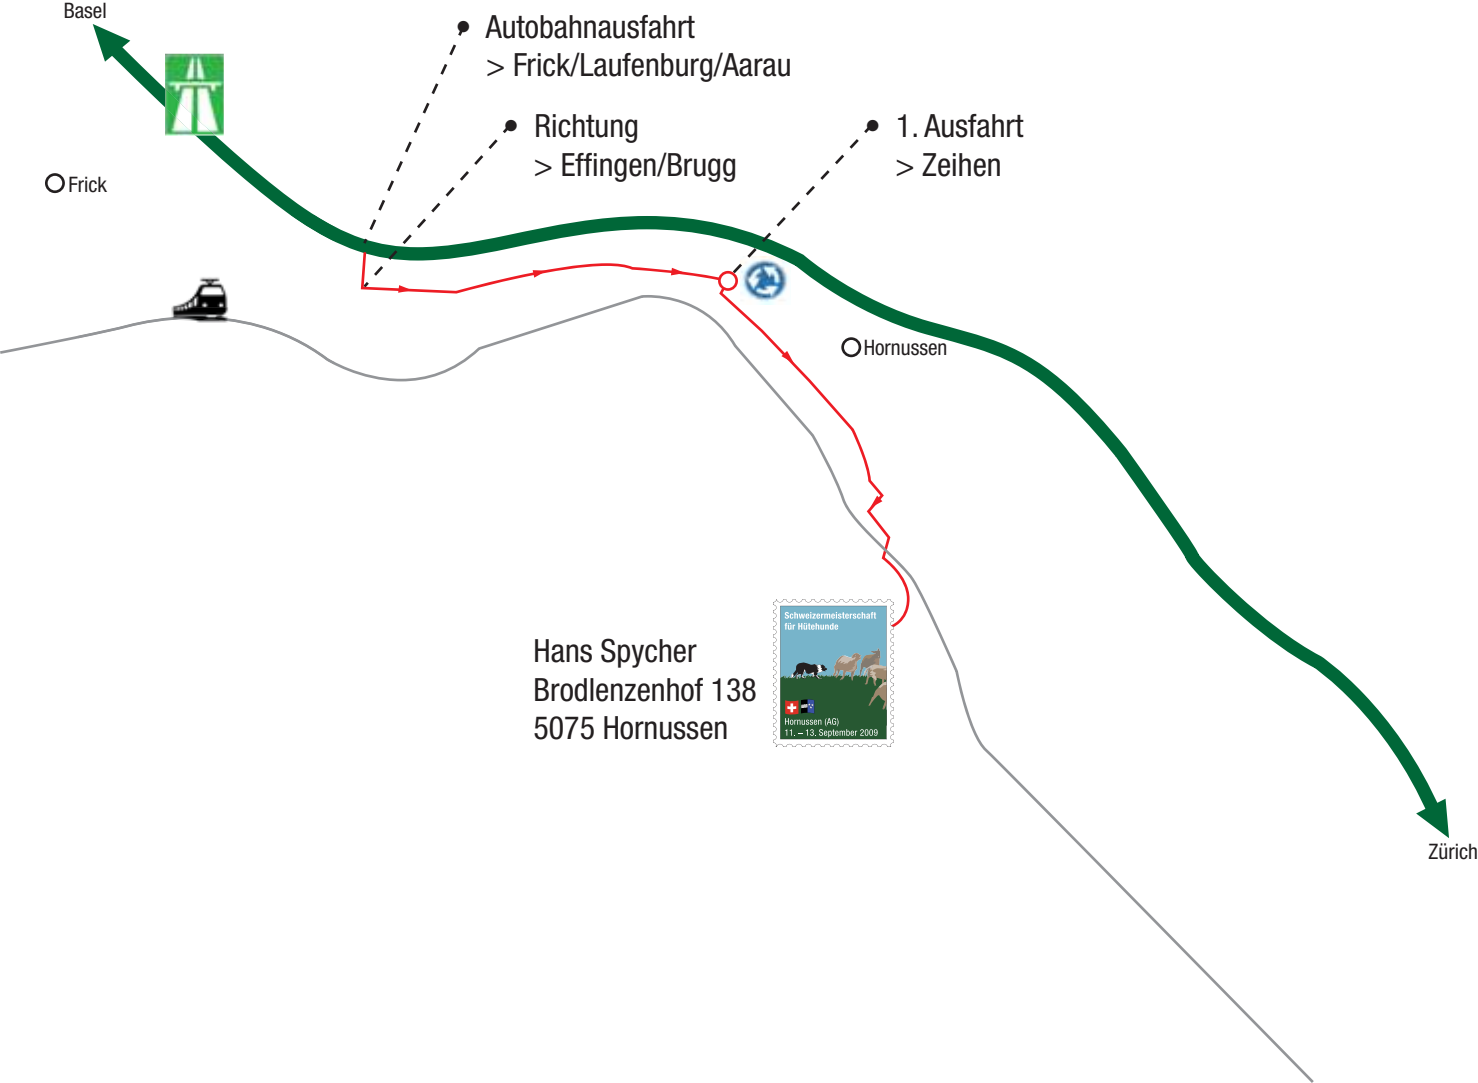 Basel
Autobahnausfahrt
> Frick/Laufenburg/Aarau
Richtung
> Effingen/Brugg
1. Ausfahrt
> Zeihen
Frick
Hornussen
Schweizermeisterschaft
für Hütehunde
Hornussen (AG)
11. – 13. September 2009
Hans Spycher
Brodlenzenhof 138
5075 Hornussen
Zürich